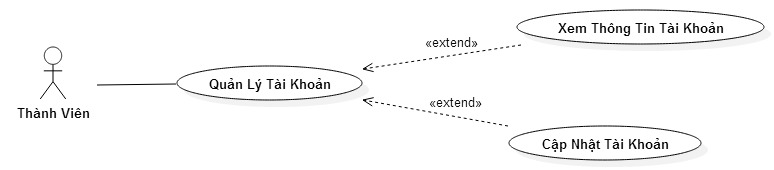 Xem Thông Tin Tài Khoản
«extend»
Quản Lý Tài Khoản
Thành Viên
«extend»
Cập Nhật Tài Khoản